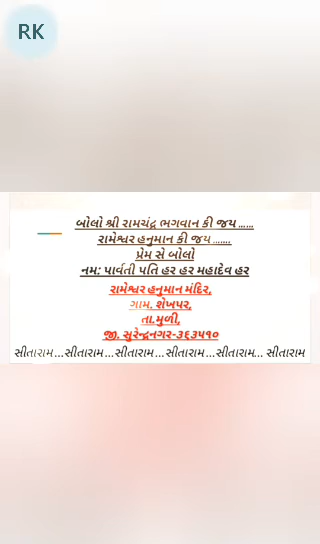 RK
બોલો શ્રી રામચંદ્ર ભગવાન કી જય ......
રામેશ્વર હનુમાન કી જય .......
પ્રેમ સે બોલો
નમ: પાર્વતી પતિ હર હર મહાદેવ હર
રામેશ્વર હનુમાન મંદિર,
ગામ. શેખપર,
તા.મુળી,
જી. સુરેન્દ્રનગર-૩૬૩૫૧૦
સીતારામ ...સીતારામ ...સીતારામ ...સીતારામ ...સીતારામ... સીતારામ